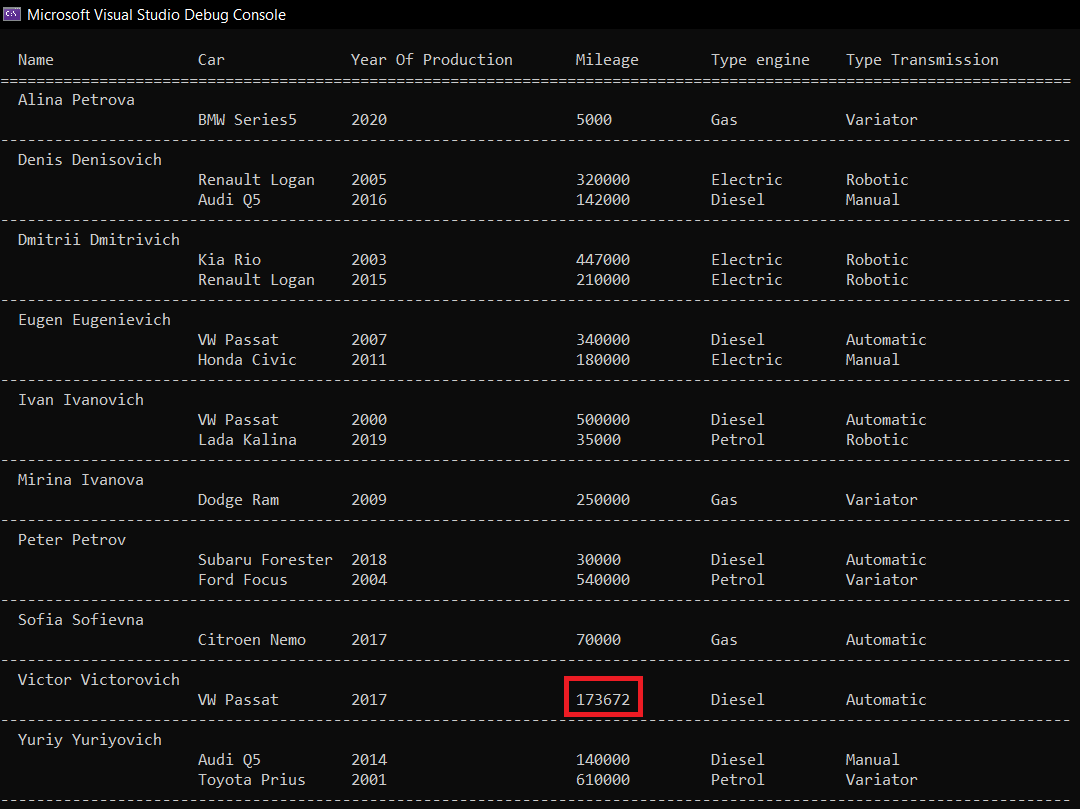 Microsoft Visual Studio Debug Console
Name Car Year Of Production Mileage Type engine Type Transmission
Alina Petrova
BMW Series5 2020 5000 Gas Variator
Denis Denisovich
Renault Logan 2005 320000 Electric Robotic
Audi Q5 2016 142000 Diesel Manual
Dmitrii Dmitrivich
Kia Rio 2003 447000 Electric Robotic
Renault Logan 2015 210000 Electric Robotic
Eugen Eugenievich
VW Passat 2007 340000 Diesel Automatic
Honda Civic 2011 180000 Electric Manual
Ivan Ivanovich
VW Passat 2000 500000 Diesel Automatic
Lada Kalina 2019 35000 Petrol Robotic
Mirina Ivanova
Dodge Ram 2009 250000 Gas Variator
Peter Petrov
Subaru Forester 2018 30000 Diesel Automatic
Ford Focus 2004 540000 Petrol Variator
Sofia Sofievna
Citroen Nemo 2017 70000 Gas Automatic
Victor Victorovich
VW Passat 2017 173672 Diesel Automatic
Yuriy Yuriyovich
Audi Q5 2014 140000 Diesel Manual
Toyota Prius 2001 610000 Petrol Variator